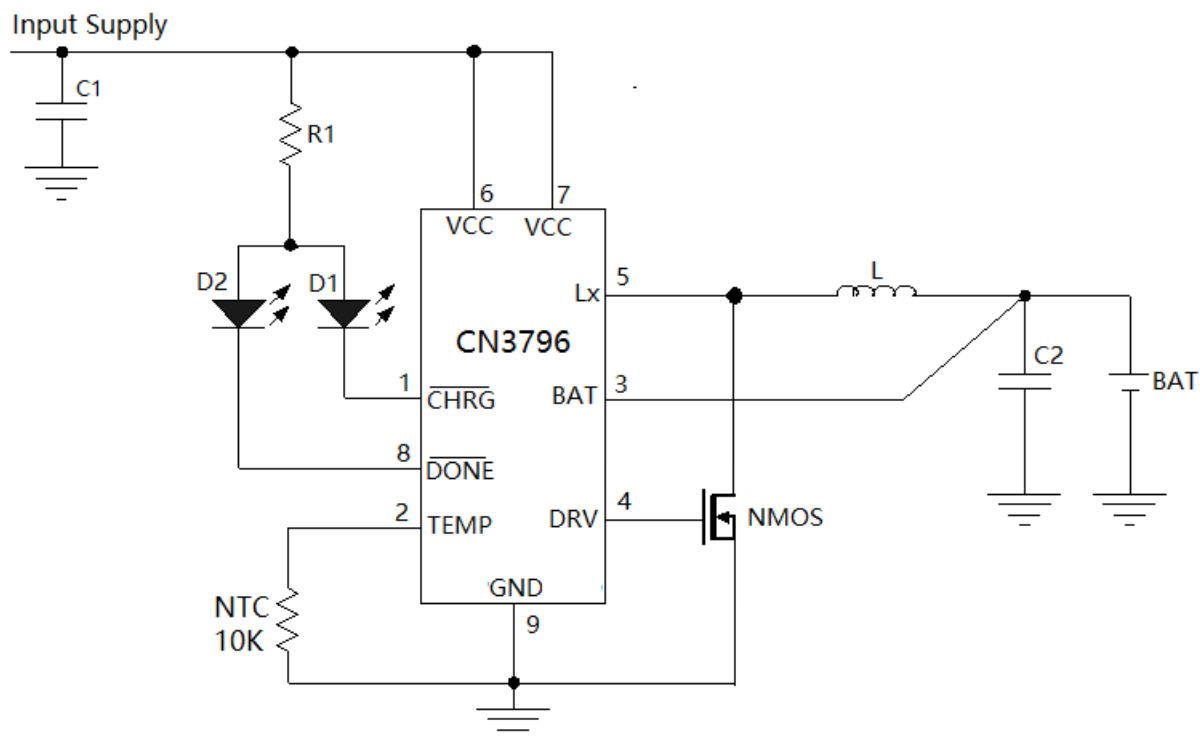 Input Supply
C1
R1
6
7
VCC
VCC
D2
D1
Lx
5
L
CN3796
1
CHRG
BAT
3
C2
BAT
8
DONE
2
TEMP
DRV
4
NMOS
GND
9
NTC
10K